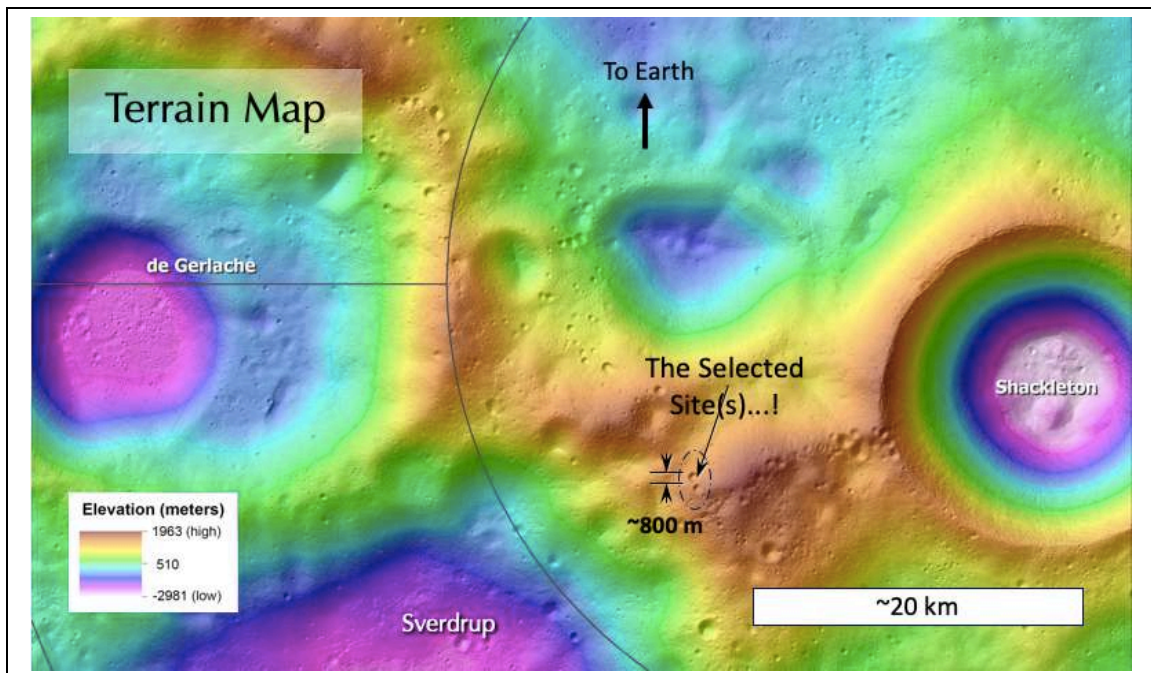 Terrain Map
To Earth
de Gerlache
The Selected
Site(s)...!
Shackleton
~800 m
Elevation (meters)
1963 (high)
510
-2981 (low)
~20 km
Sverdrup